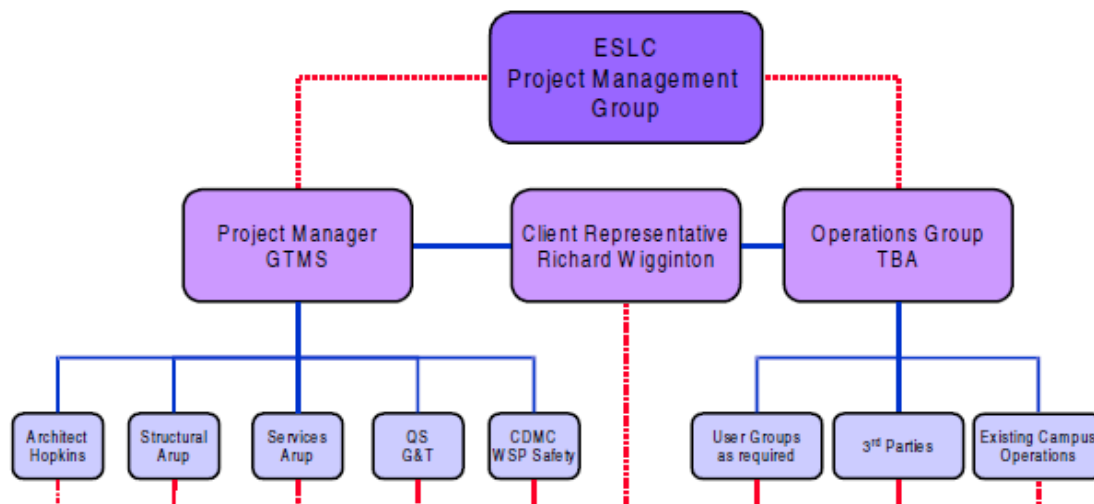 ESLC
Project Management
Group
Project Manager
GTMS
Client Representative
Richard Wigginton
Operations Group
TBA
Architect
Hopkins
Structural
Arup
Services
Arup
QS
G&T
CDMC
WSP Safety
User Groups
as required
3rd Parties
Existing Campus
Operations